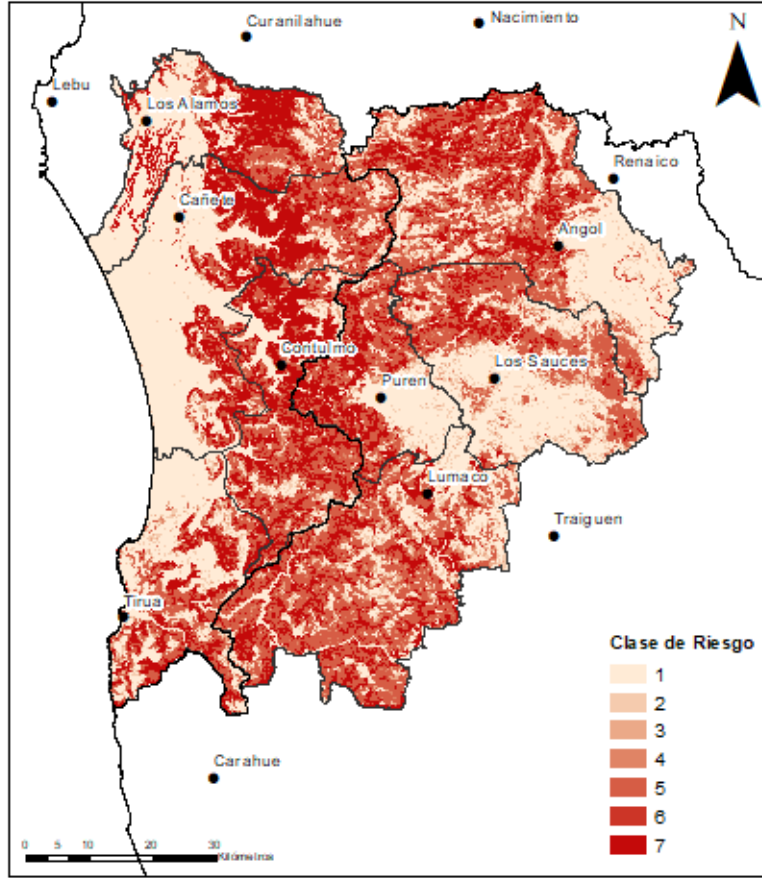 Curanilahue
Nacimiento
N
Lebu
Los Alamos
Renaico
Cañete
Angol
Contulmo
Los Sauces
Puren
Lumaco
Traiguen
Tirua
Clase de Riesgo
1
2
3
4
5
6
7
Carahue
0 5 10 20 30
Kilómetros